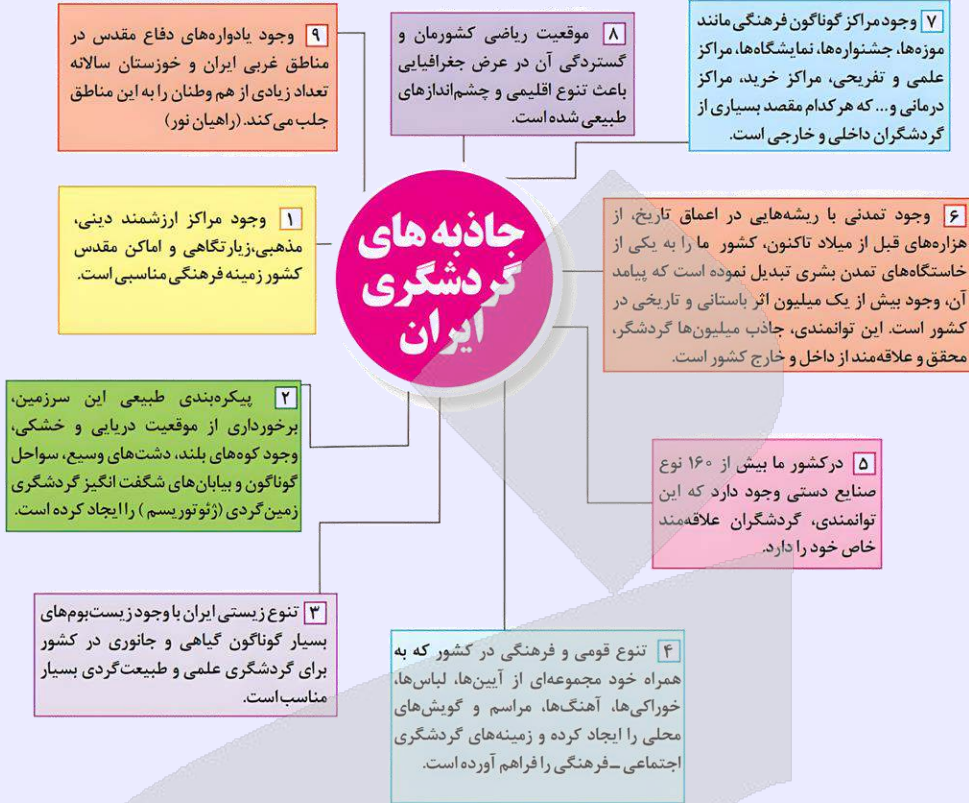 جاذبه های
گردشگری
ایران
۱ وجود مراکز ارزشمند دینی،
مذهبی،زیارتگاهی و اماکن مقدس
کشور زمینه فرهنگی مناسبی است.
۲ پیکره‌بندی طبیعی این سرزمین،
برخورداری از موقعیت دریایی و خشکی،
وجود کوه‌های بلند، دشت‌های وسیع، سواحل
گوناگون و بیابان‌های شگفت انگیز گردشگری
زمین‌گردی (ژئوتوریسم ) را ایجاد کرده است.
۳ تنوع زیستی ایران با وجود زیست‌بوم‌های
بسیار گوناگون گیاهی و جانوری در کشور
برای گردشگری علمی و طبیعت‌گردی بسیار
مناسب است.
۴ تنوع قومی و فرهنگی در کشور که به
همراه خود مجموعه‌ای از آیین‌ها، لباس‌ها،
خوراکی‌ها، آهنگ‌ها، مراسم و گویش‌های
محلی را ایجاد کرده و زمینه‌های گردشگری
اجتماعی ـ فرهنگی را فراهم آورده است.
۵ درکشور ما بیش از ۱۶۰ نوع
صنایع دستی وجود دارد که این
توانمندی، گردشگران علاقه‌مند
خاص خود را دارد.
۶ وجود تمدنی با ریشه‌هایی در اعماق تاریخ، از
هزاره‌های قبل از میلاد تاکنون، کشور ما را به یکی از
خاستگاه‌های تمدن بشری تبدیل نموده است که پیامد
آن، وجود بیش از یک میلیون اثر باستانی و تاریخی در
کشور است. این توانمندی، جاذب میلیون‌ها گردشگر،
محقق و علاقه‌مند از داخل و خارج کشور است.
۷ وجود مراکز گوناگون فرهنگی مانند
موزه‌ها، جشنواره‌ها، نمایشگاه‌ها، مراکز
علمی و تفریحی، مراکز خرید، مراکز
درمانی و... که هرکدام مقصد بسیاری از
گردشگران داخلی و خارجی است.
۸ موقعیت ریاضی کشورمان و
گستردگی آن در عرض جغرافیایی
باعث تنوع اقلیمی و چشم‌اندازهای
طبیعی شده است.
۹ وجود یادواره‌های دفاع مقدس در
مناطق غربی ایران و خوزستان سالانه
تعداد زیادی از هم وطنان را به این مناطق
جلب می‌کند. (راهیان نور)